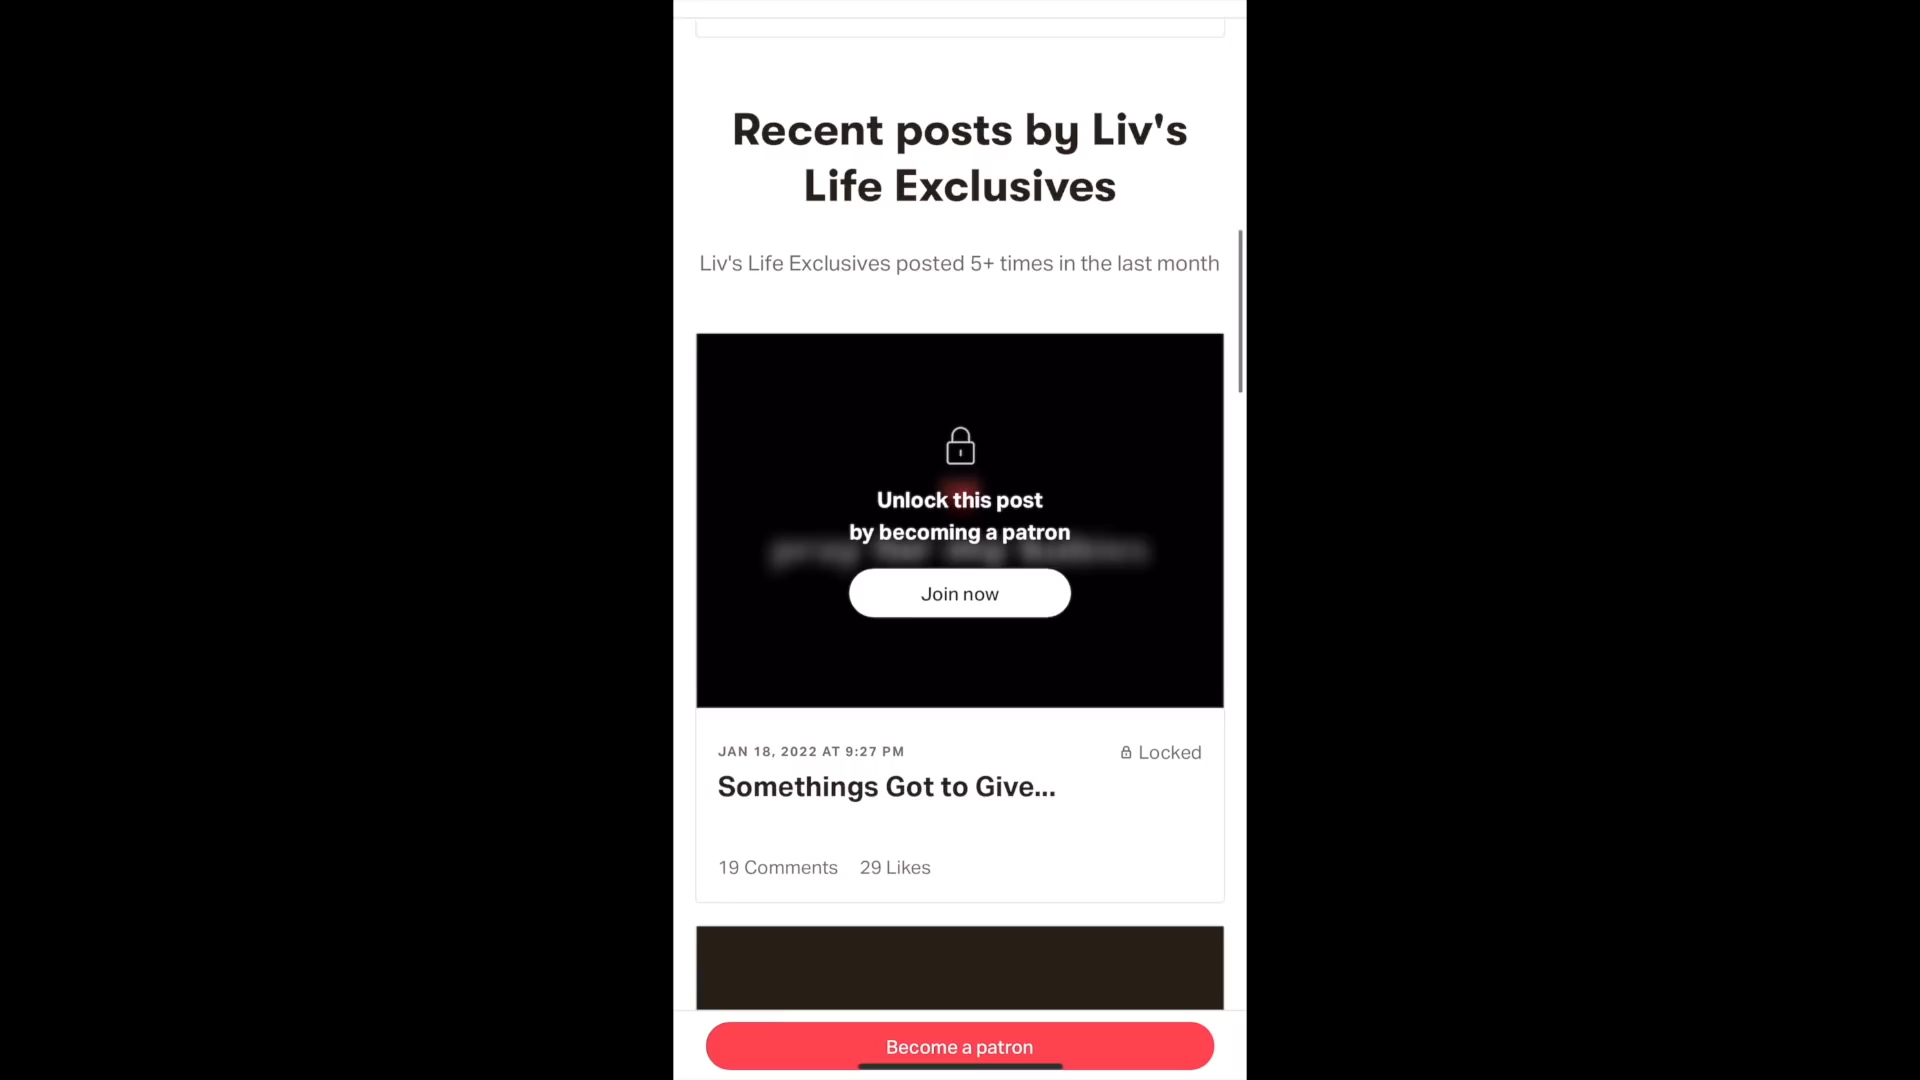 Recent posts by Liv's
Life Exclusives
Liv's Life Exclusives posted 5+ times in the last month
Unlock this post
by becoming a patron
Join now
JAN 18, 2022 AT 9:27 PM
Locked
Somethings Got to Give...
19 Comments 29 Likes
Become a patron